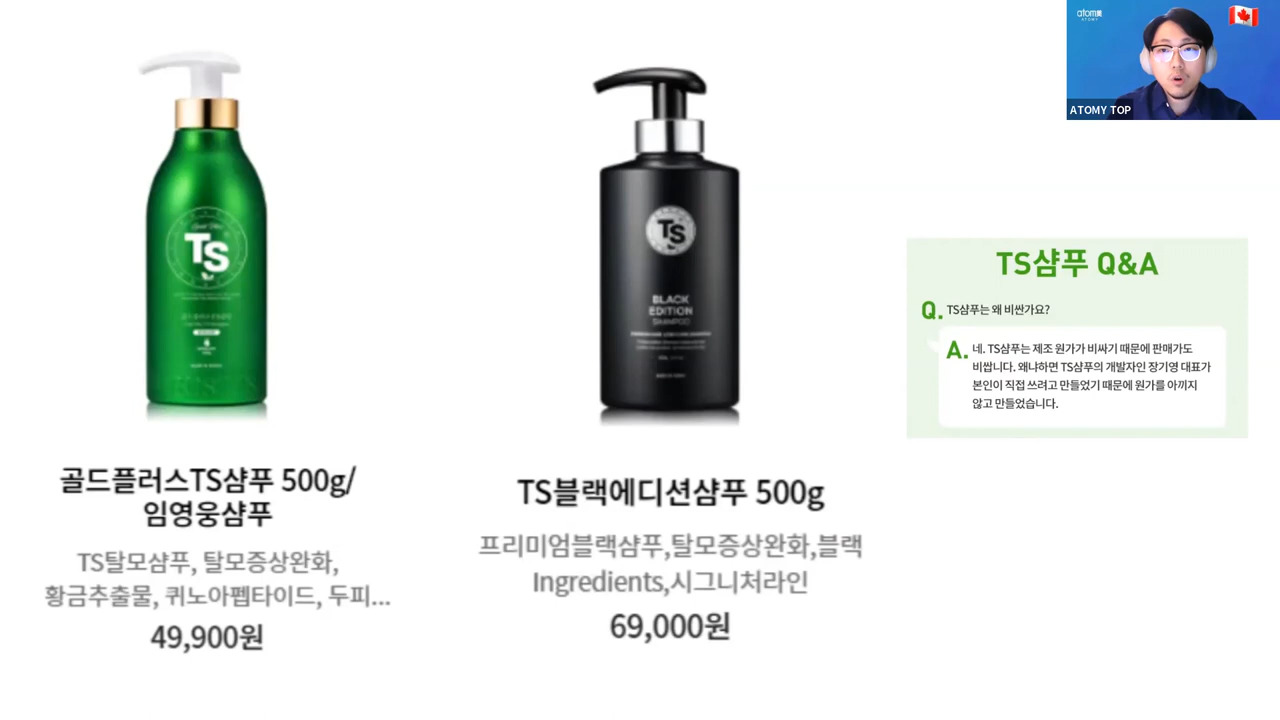 atom美
ATOMY
ATOMY TOP
TS
TS
BLACK
EDITION
SHAMPOO
TS샴푸 Q&A
Q. TS샴푸는 왜 비싼가요?
A. 네. TS샴푸는 제조 원가가 비싸기 때문에 판매가도
비쌉니다. 왜냐하면 TS샴푸의 개발자인 장기영 대표가
본인이 직접 쓰려고 만들었기 때문에 원가를 아끼지
않고 만들었습니다.
골드플러스TS샴푸 500g/
임영웅샴푸
TS탈모샴푸, 탈모증상완화,
황금추출물, 퀴노아펩타이드, 두피...
49,900원
TS블랙에디션샴푸 500g
프리미엄블랙샴푸,탈모증상완화,블랙
Ingredients,시그니처라인
69,000원